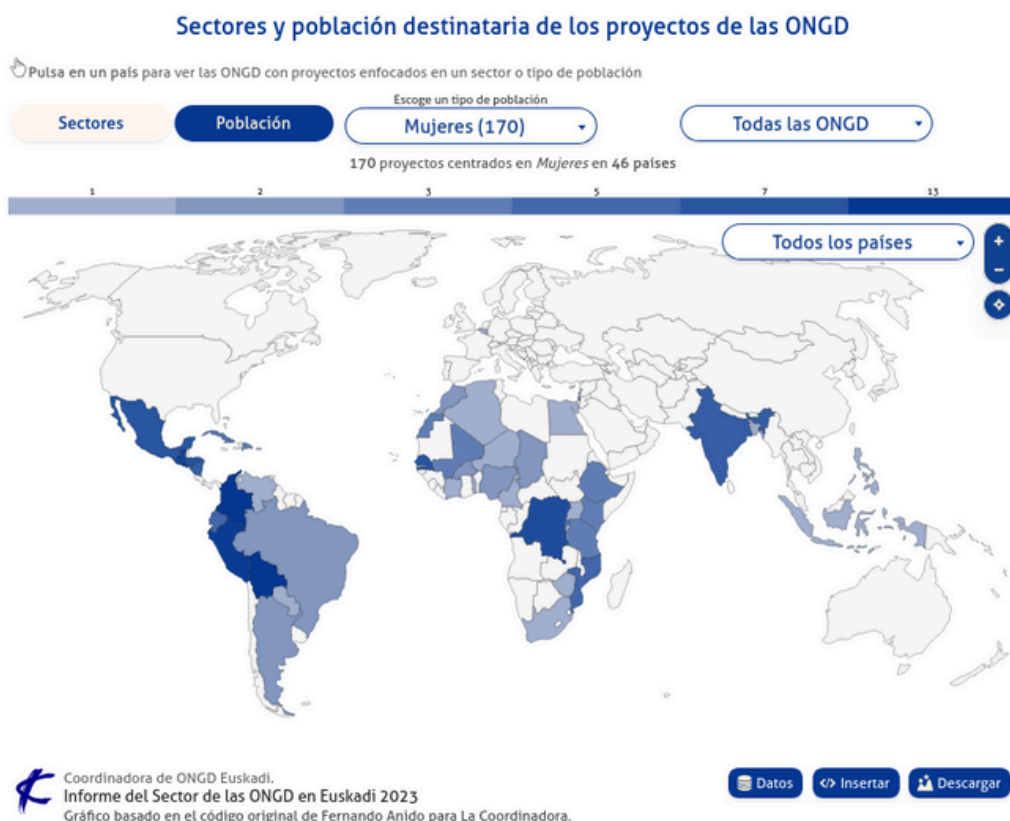 Sectores y población destinataria de los proyectos de las ONGD
Pulsa en un país para ver las ONGD con proyectos enfocados en un sector o tipo de población
Escoge un tipo de población
Sectores
Población
Mujeres (170)
Todas las ONGD
170 proyectos centrados en Mujeres en 46 países
1 2 3 5 7 13
Todos los países
+
−
Coordinadora de ONGD Euskadi.
Informe del Sector de las ONGD en Euskadi 2023
Gráfico basado en el código original de Fernando Anido para La Coordinadora.
Datos
</> Insertar
Descargar